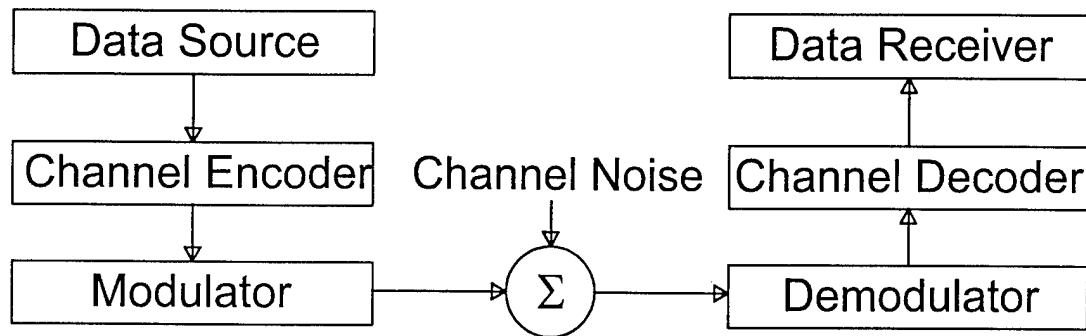 Data Source
Channel Encoder
Modulator
Channel Noise
Σ
Data Receiver
Channel Decoder
Demodulator